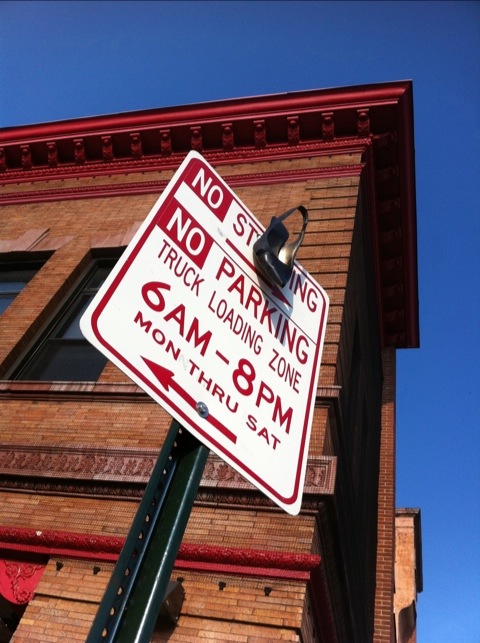 NO
NO PARKING
TRUCK LOADING ZONE
6AM-8PM
MON THRU SAT